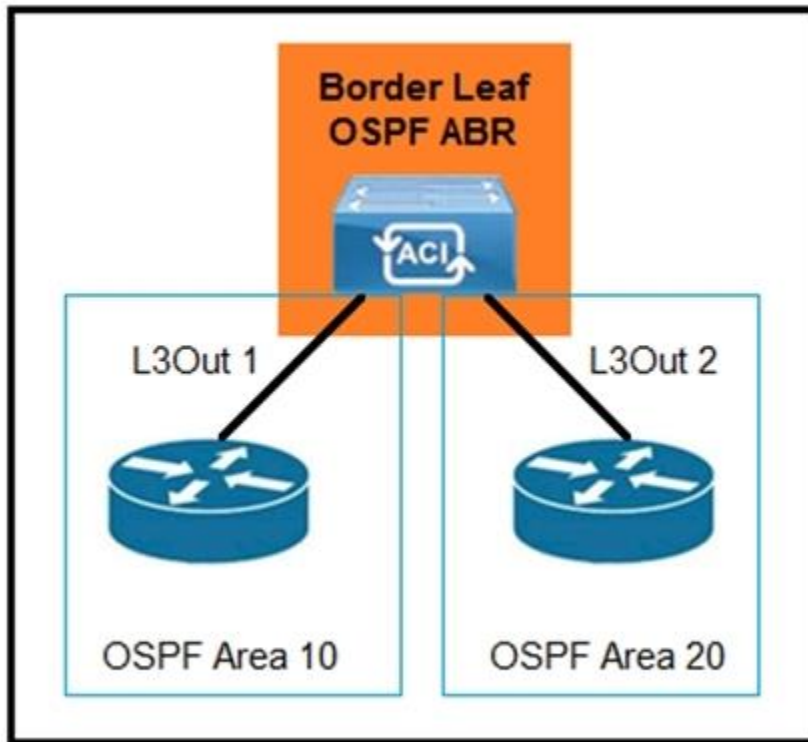 Border Leaf
OSPF ABR
ACI
L3Out 1
L3Out 2
OSPF Area 10
OSPF Area 20